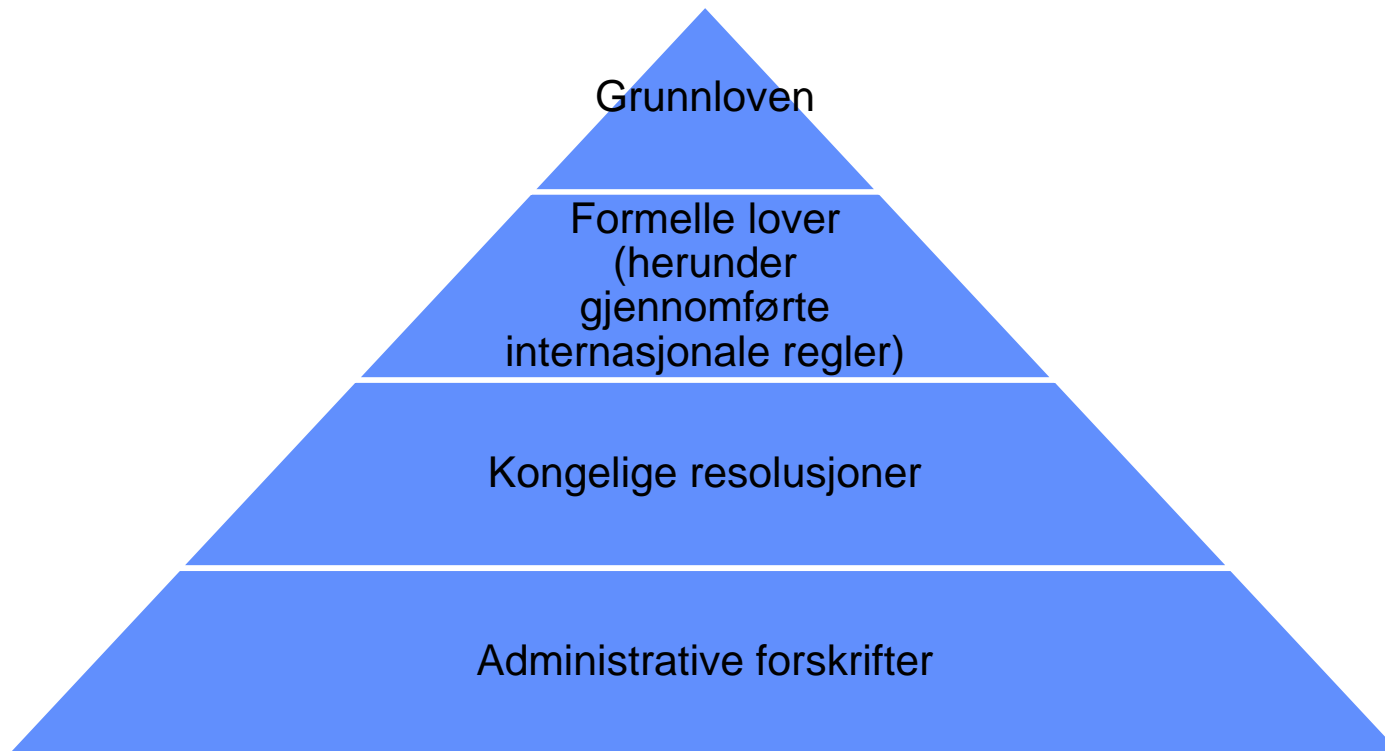 Grunnloven
Formelle lover
(herunder
gjennomførte
internasjonale regler)
Kongelige resolusjoner
Administrative forskrifter